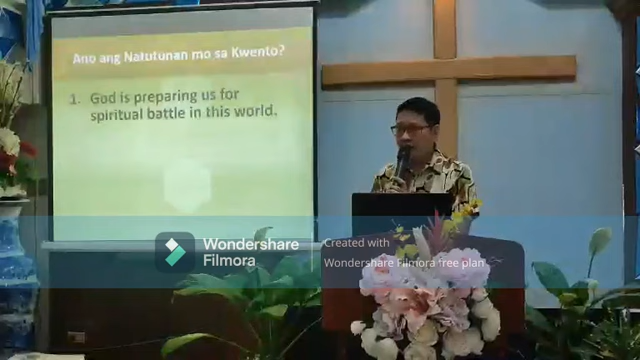 Ano ang Natutunan mo sa Kwento?
1. God is preparing us for
spiritual battle in this world.
Wondershare
Filmora
Created with
Wondershare Filmora free plan